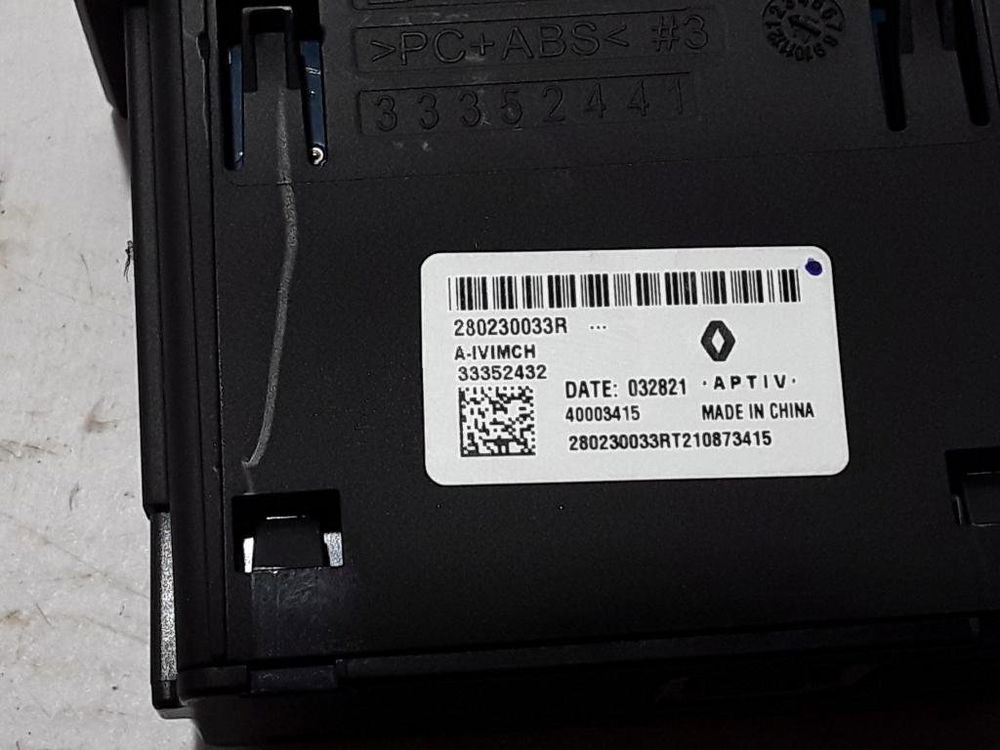 >PC+ABS< #3
33352441
280230033R ...
A-IVIMCH
33352432
DATE: 032821 ·APTIV·
40003415 MADE IN CHINA
280230033RT210873415